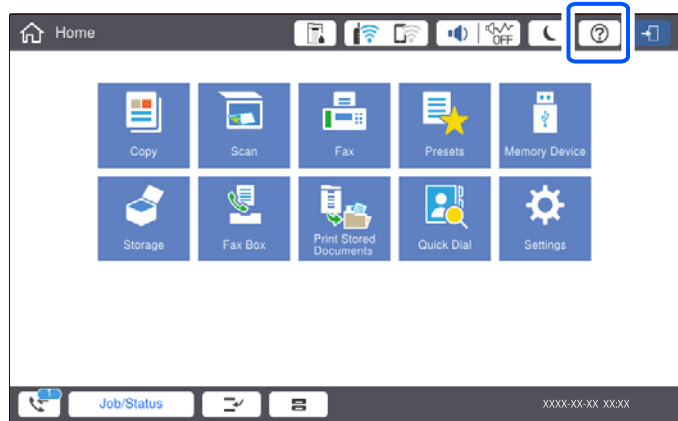 Home
OFF
?
Copy
Scan
Fax
Presets
Memory Device
Storage
Fax Box
Print Stored
Documents
Quick Dial
Settings
1
Job/Status
XXXX-XX-XX XX:XX